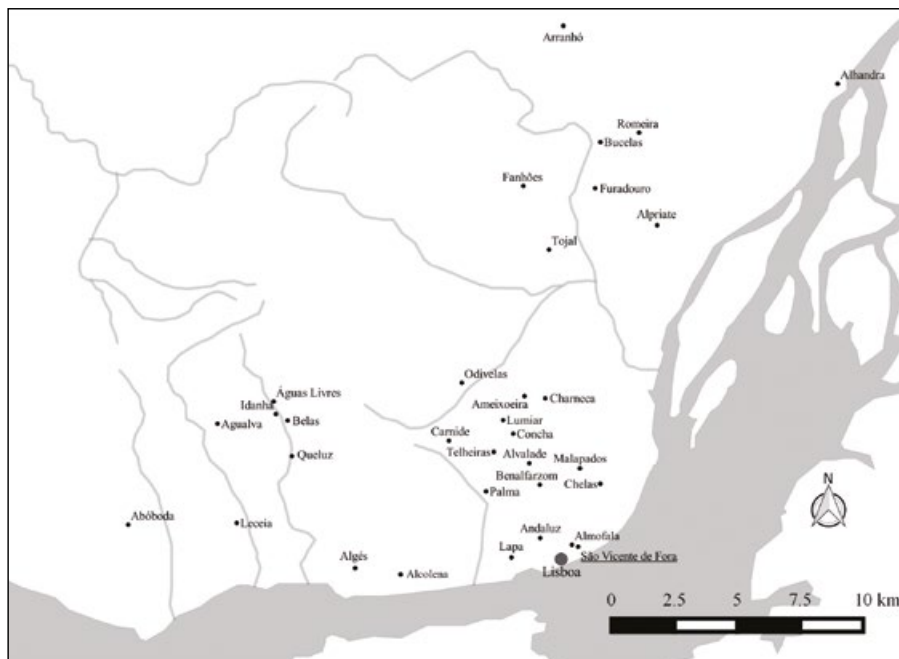 Arranhó
Alhandra
Romeira
Bucelas
Fanhões
Furadouro
Alpriate
Tojal
Odivelas
Águas Livres
Ameixoeira
Charneca
Idanha
Belas
Agualva
Lumiar
Carnide
Concha
Telheiras
Alvalade
Queluz
Malapados
Benalfarzom
Chelas
Palma
Abóboda
Leceia
Andaluz
Almofala
Lapa
São Vicente de Fora
Algés
Lisboa
Alcolena
N
0 2.5 5 7.5 10 km